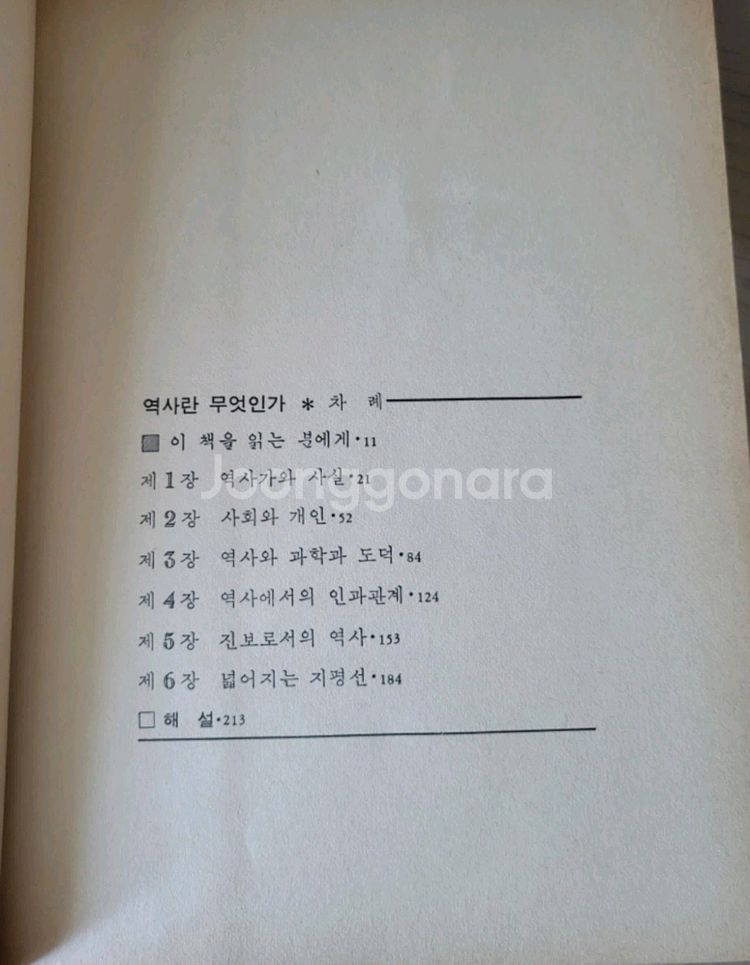 역사란 무엇인가 * 차 례
이 책을 읽는 분에게·11
제1장 역사가와 사실·21
Joonggonara
제2장 사회와 개인·52
제3장 역사와 과학과 도덕·84
제4장 역사에서의 인과관계·124
제5장 진보로서의 역사·153
제6장 넓어지는 지평선·184
해 설·213